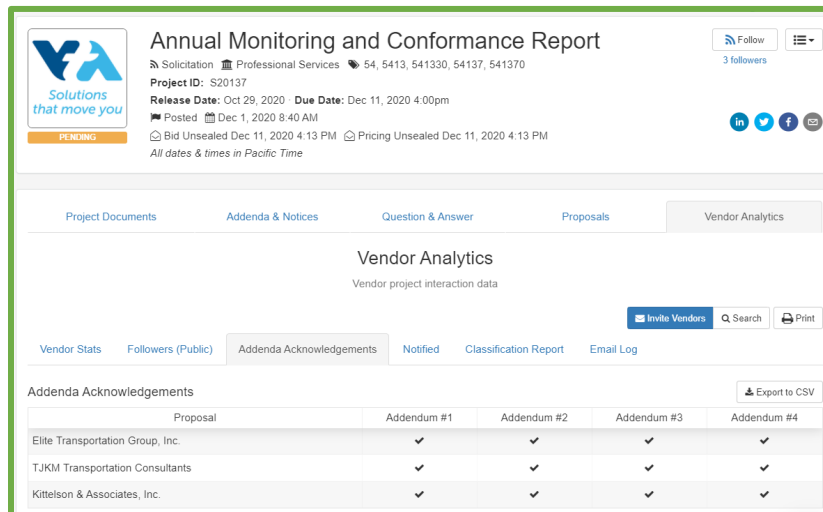 VTA
Solutions
that move you
PENDING
Annual Monitoring and Conformance Report
Solicitation Professional Services 54, 5413, 541330, 54137, 541370
Project ID: S20137
Release Date: Oct 29, 2020 · Due Date: Dec 11, 2020 4:00pm
Posted Dec 1, 2020 8:40 AM
Bid Unsealed Dec 11, 2020 4:13 PM Pricing Unsealed Dec 11, 2020 4:13 PM
All dates & times in Pacific Time
Follow
3 followers
in f
Project Documents Addenda & Notices Question & Answer Proposals Vendor Analytics
Vendor Analytics
Vendor project interaction data
Invite Vendors Search Print
Vendor Stats Followers (Public) Addenda Acknowledgements Notified Classification Report Email Log
Addenda Acknowledgements Export to CSV
Proposal Addendum #1 Addendum #2 Addendum #3 Addendum #4
Elite Transportation Group, Inc. ✔ ✔ ✔ ✔
TJKM Transportation Consultants ✔ ✔ ✔ ✔
Kittelson & Associates, Inc. ✔ ✔ ✔ ✔